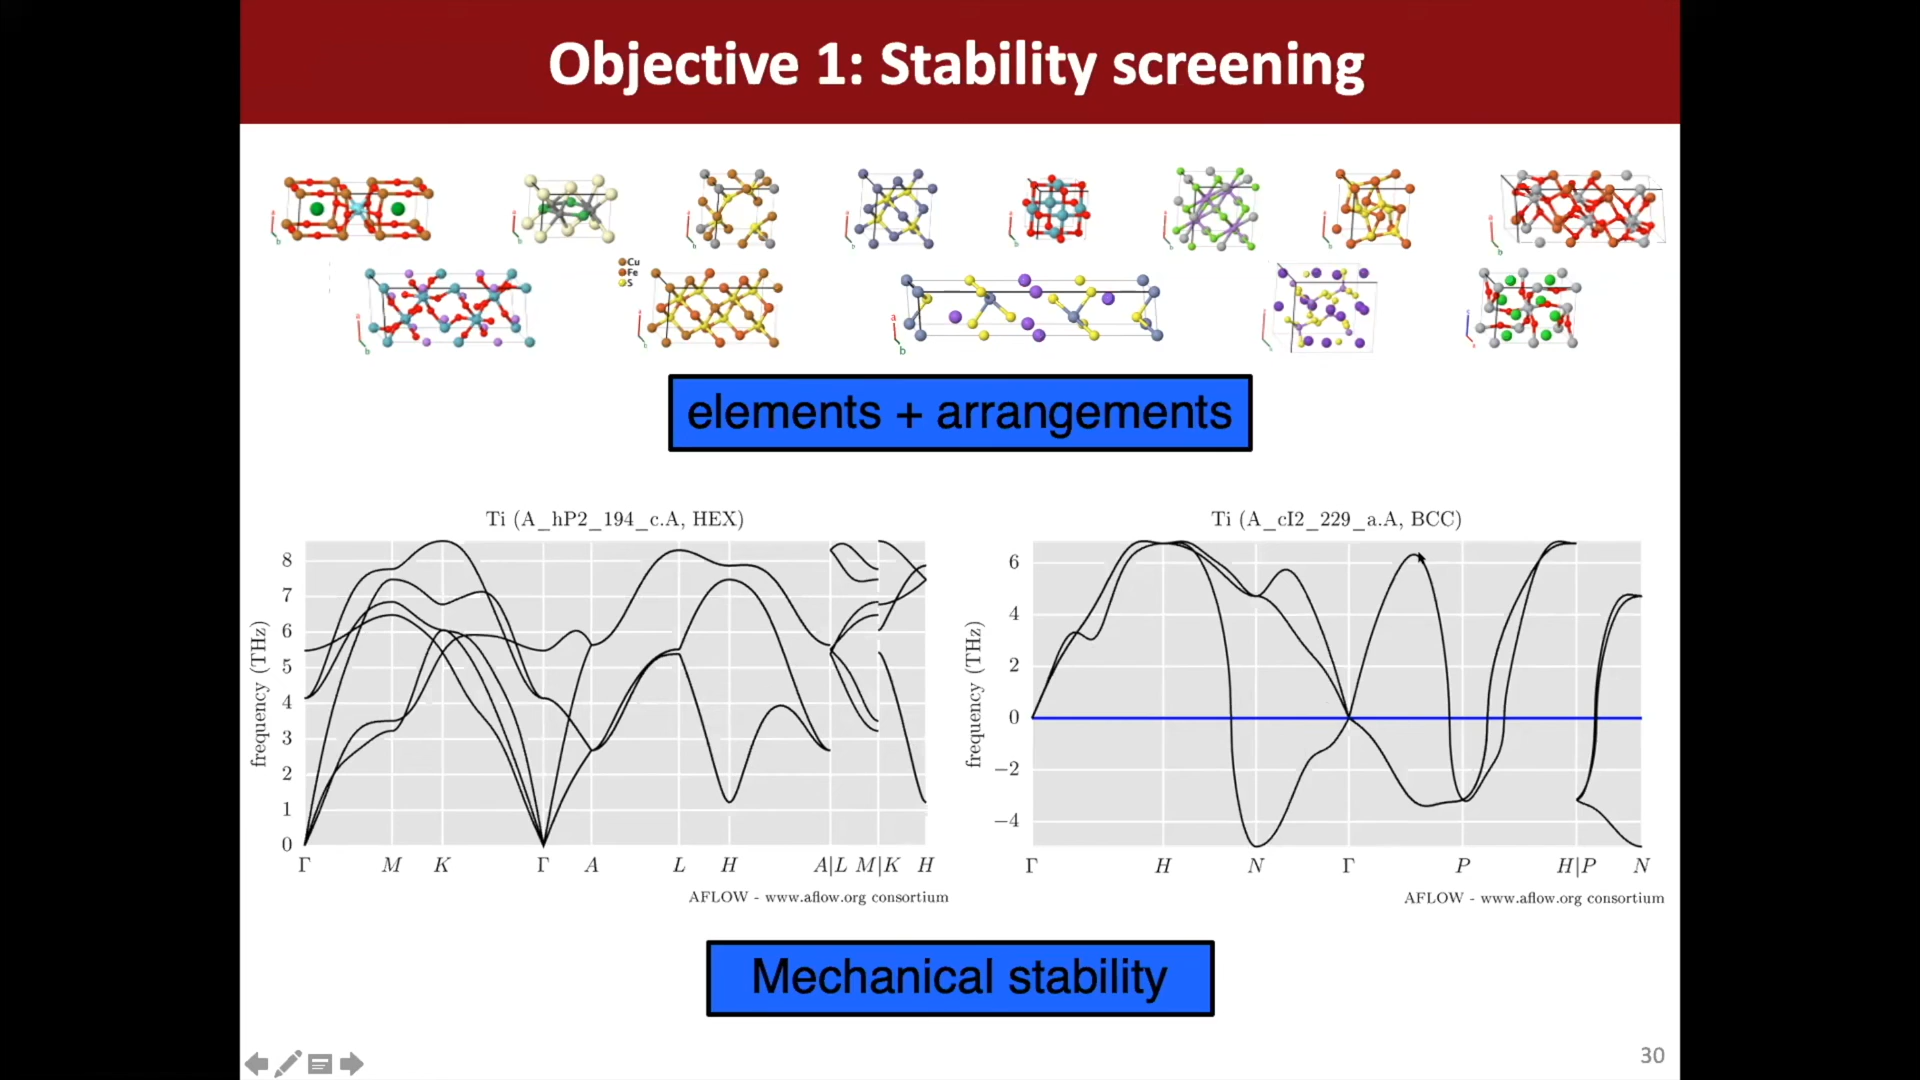 Objective 1: Stability screening
Cu
Fe
S
a
b
elements + arrangements
Ti (A_hP2_194_c.A, HEX)
8
7
6
5
4
3
2
1
0
frequency (THz)
Γ M K Γ A L H A|L M|K H
AFLOW - www.aflow.org consortium
Ti (A_cI2_229_a.A, BCC)
6
4
2
0
−2
−4
frequency (THz)
Γ H N Γ P H|P N
AFLOW - www.aflow.org consortium
Mechanical stability
30